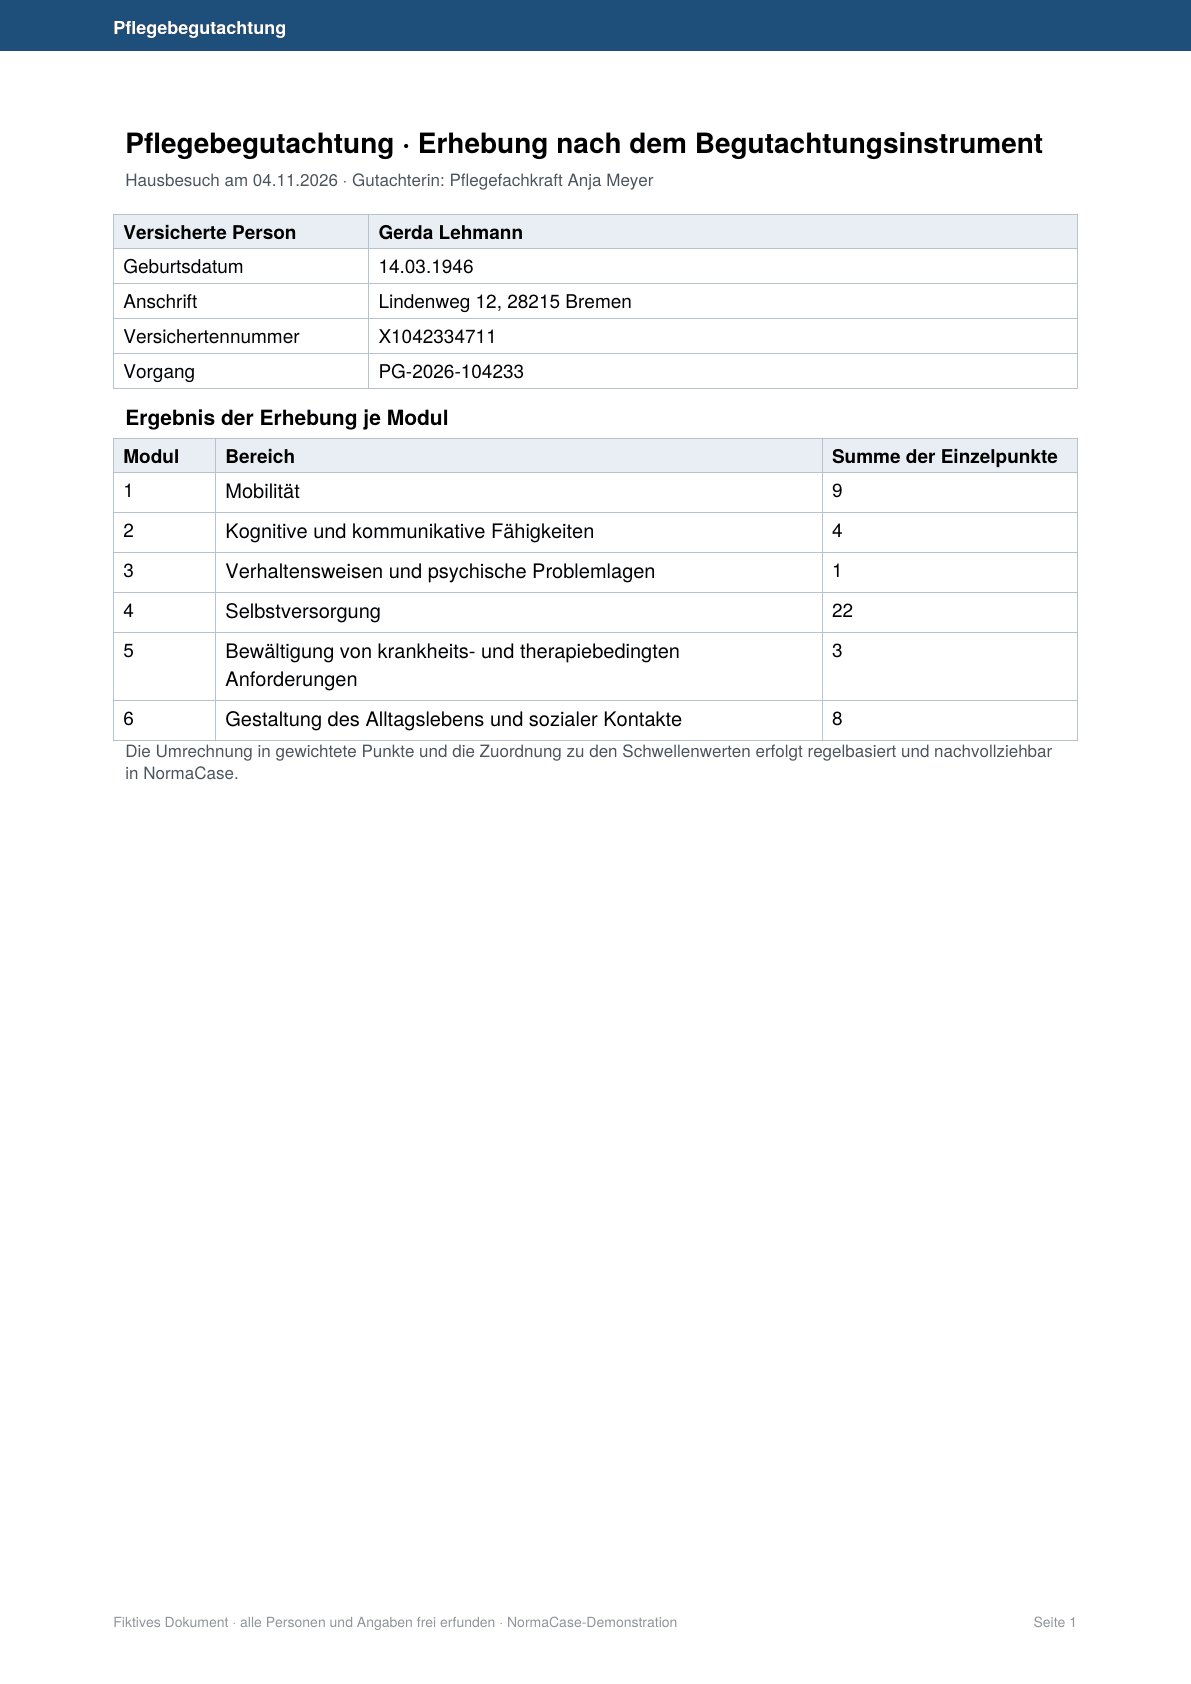 Pflegebegutachtung
Pflegebegutachtung · Erhebung nach dem Begutachtungsinstrument
Hausbesuch am 04.11.2026 · Gutachterin: Pflegefachkraft Anja Meyer
Versicherte Person Gerda Lehmann
Geburtsdatum 14.03.1946
Anschrift Lindenweg 12, 28215 Bremen
Versichertennummer X1042334711
Vorgang PG-2026-104233
Ergebnis der Erhebung je Modul
Modul Bereich Summe der Einzelpunkte
1 Mobilität 9
2 Kognitive und kommunikative Fähigkeiten 4
3 Verhaltensweisen und psychische Problemlagen 1
4 Selbstversorgung 22
5 Bewältigung von krankheits- und therapiebedingten 3
Anforderungen
6 Gestaltung des Alltagslebens und sozialer Kontakte 8
Die Umrechnung in gewichtete Punkte und die Zuordnung zu den Schwellenwerten erfolgt regelbasiert und nachvollziehbar
in NormaCase.
Fiktives Dokument · alle Personen und Angaben frei erfunden · NormaCase-Demonstration Seite 1